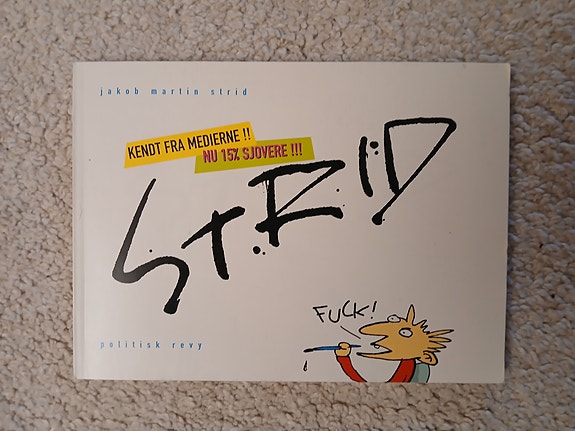 jakob martin strid
KENDT FRA MEDIERNE !!
NU 15% SJOVERE !!!
STRID
FUCK!
politisk revy